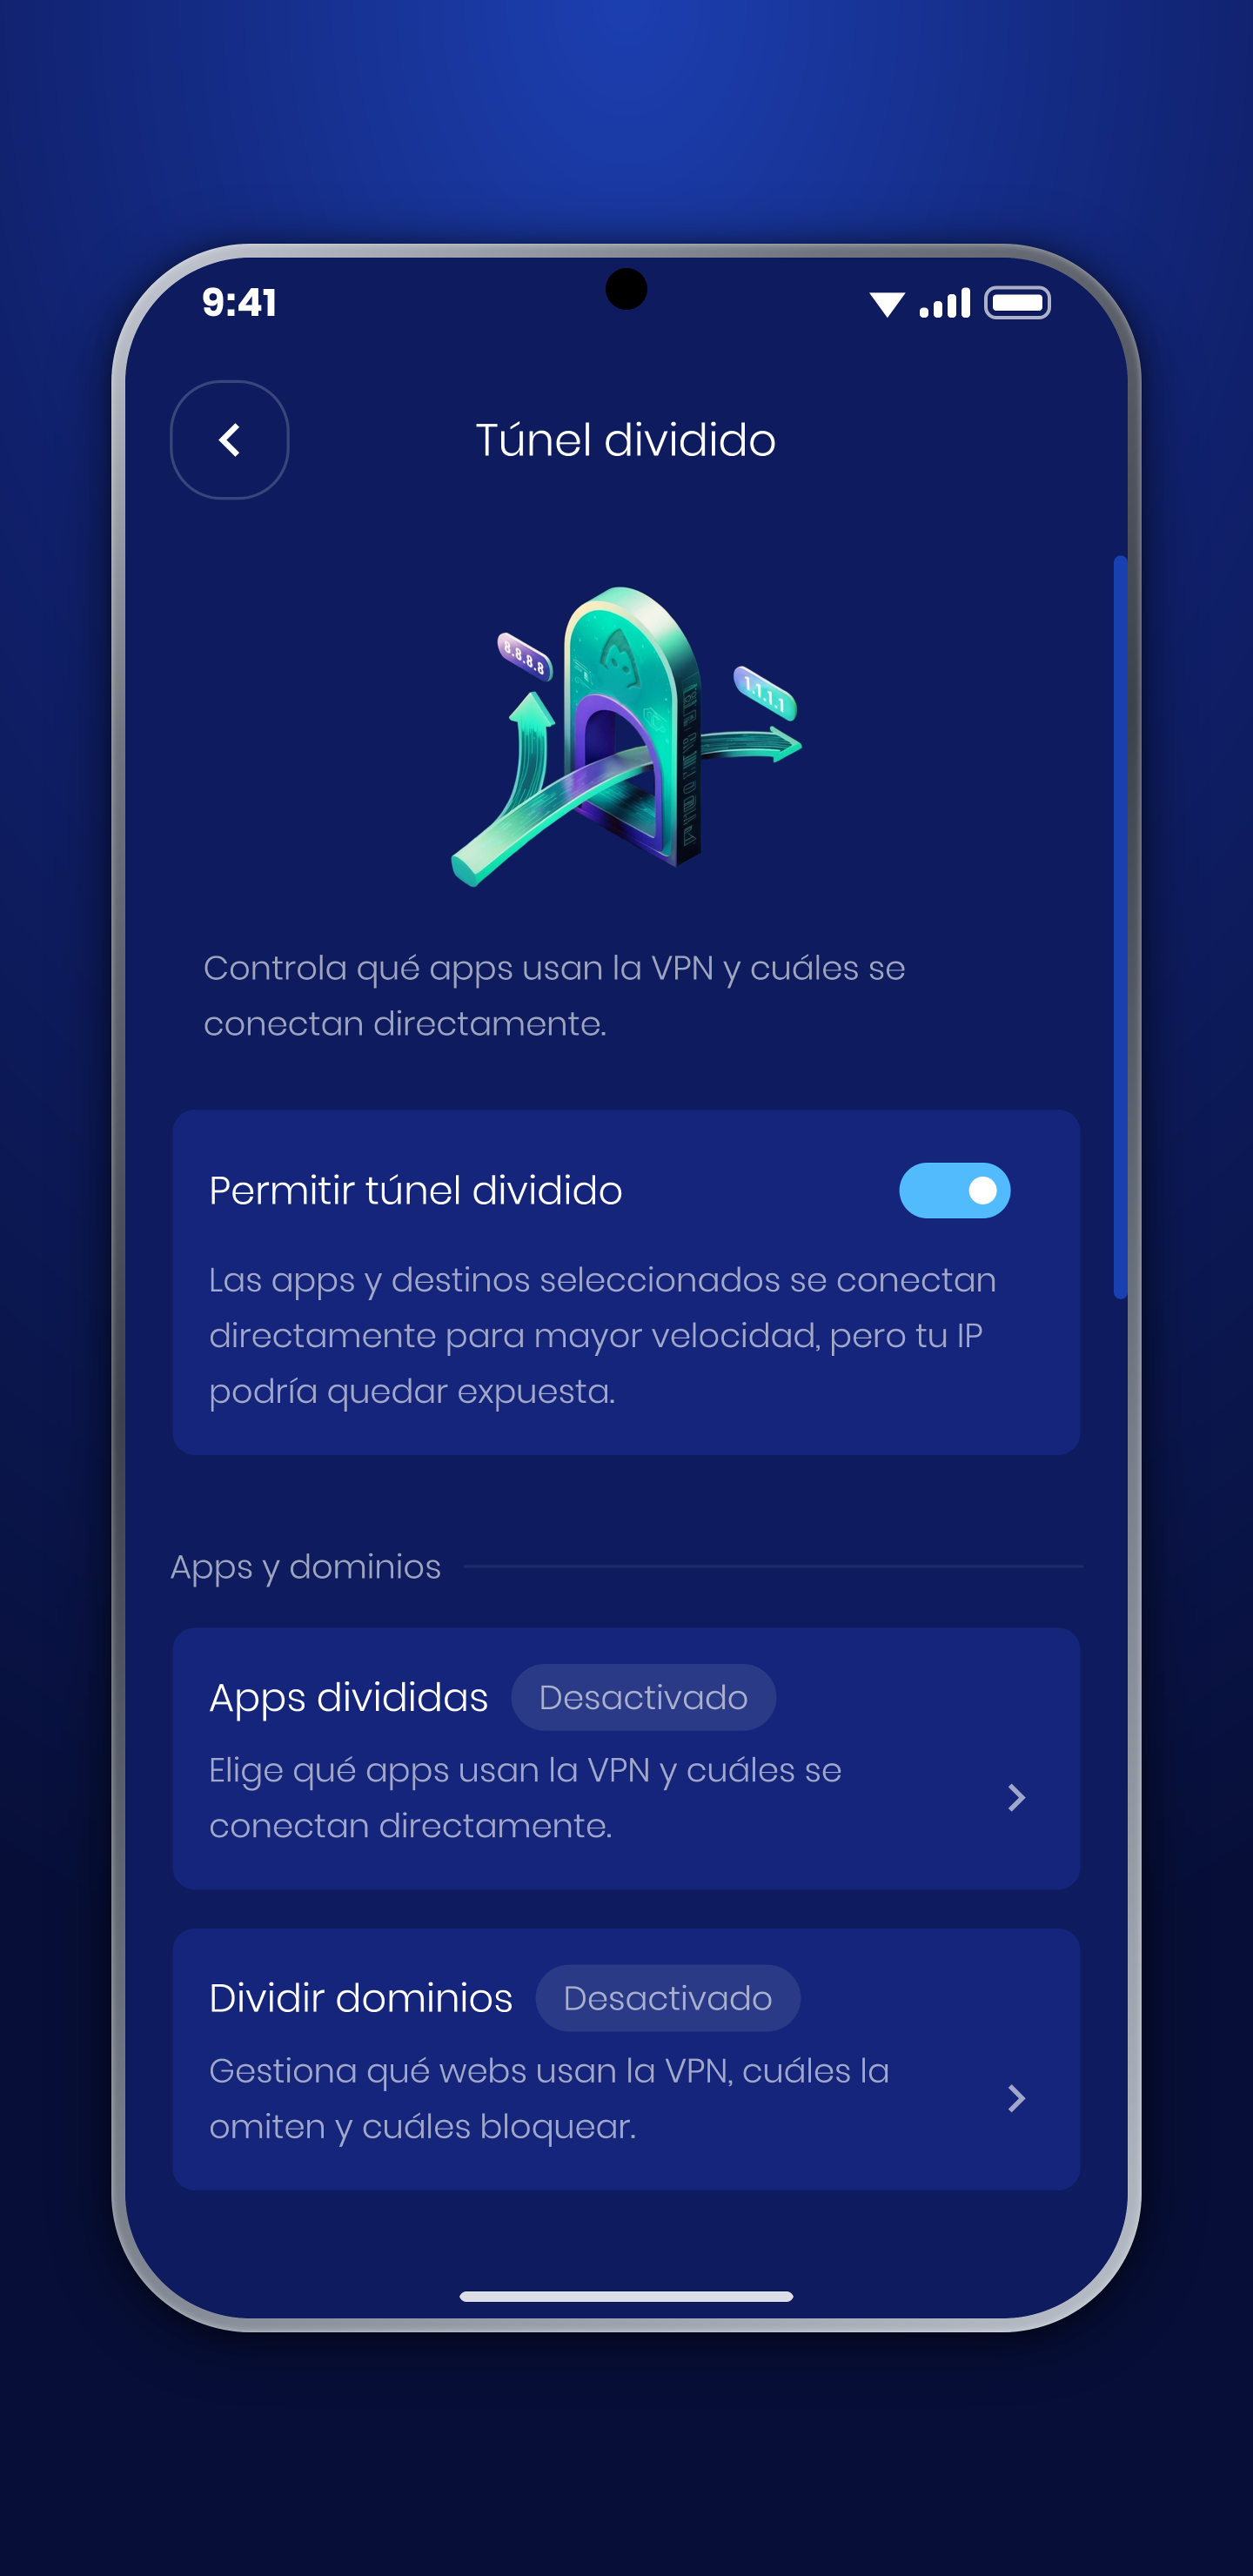 9:41
Túnel dividido
8.8.8.8
1.1.1.1
Controla qué apps usan la VPN y cuáles se
conectan directamente.
Permitir túnel dividido
Las apps y destinos seleccionados se conectan
directamente para mayor velocidad, pero tu IP
podría quedar expuesta.
Apps y dominios
Apps divididas Desactivado
Elige qué apps usan la VPN y cuáles se
conectan directamente.
Dividir dominios Desactivado
Gestiona qué webs usan la VPN, cuáles la
omiten y cuáles bloquear.